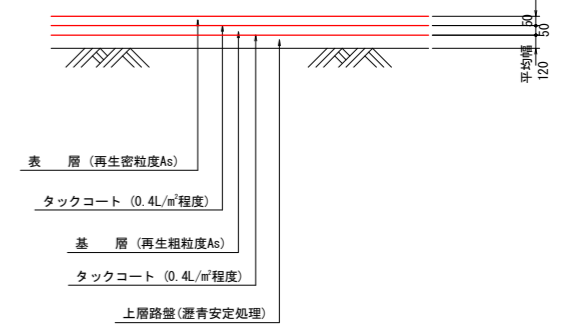 50
50
平均幅
120
表　層 (再生密粒度As)
タックコート (0.4L/㎡程度)
基　層 (再生粗粒度As)
タックコート (0.4L/㎡程度)
上層路盤(瀝青安定処理)